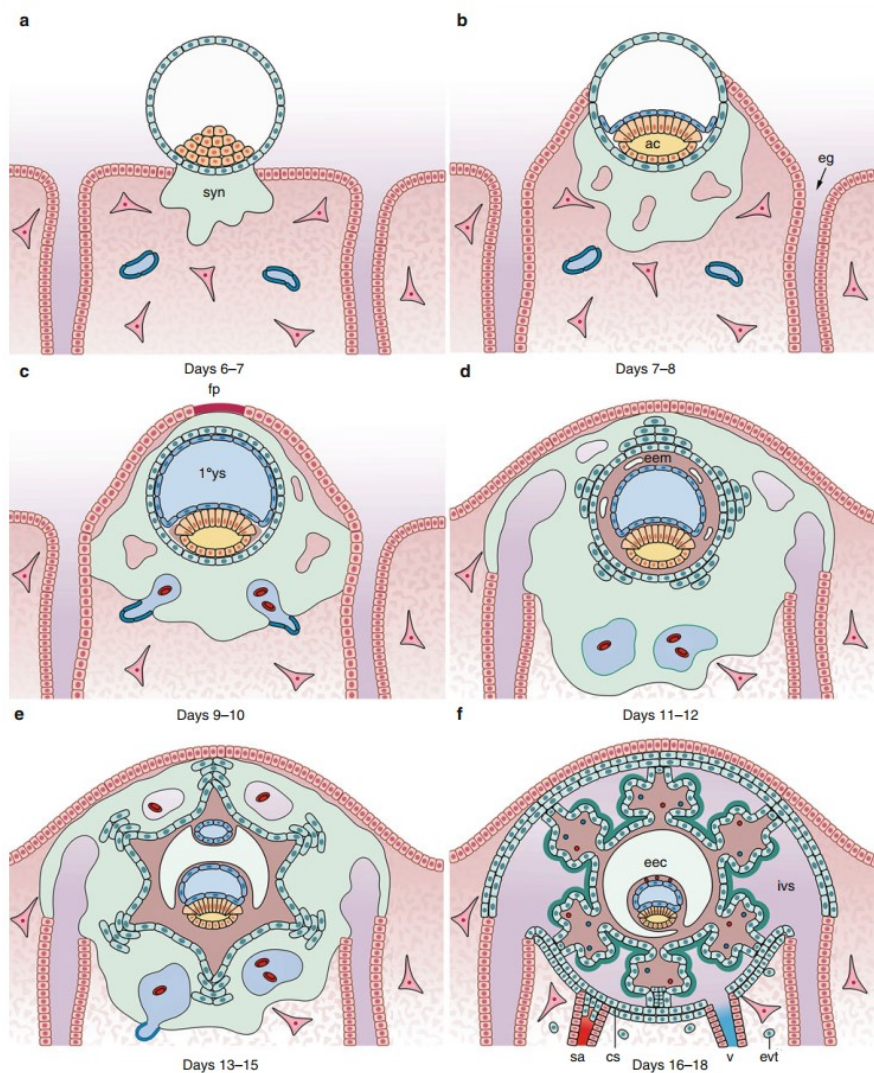 a
syn
Days 6–7
b
ac
eg
Days 7–8
c
fp
1°ys
Days 9–10
d
eem
Days 11–12
e
Days 13–15
f
eec
ivs
sa
cs
v
evt
Days 16–18